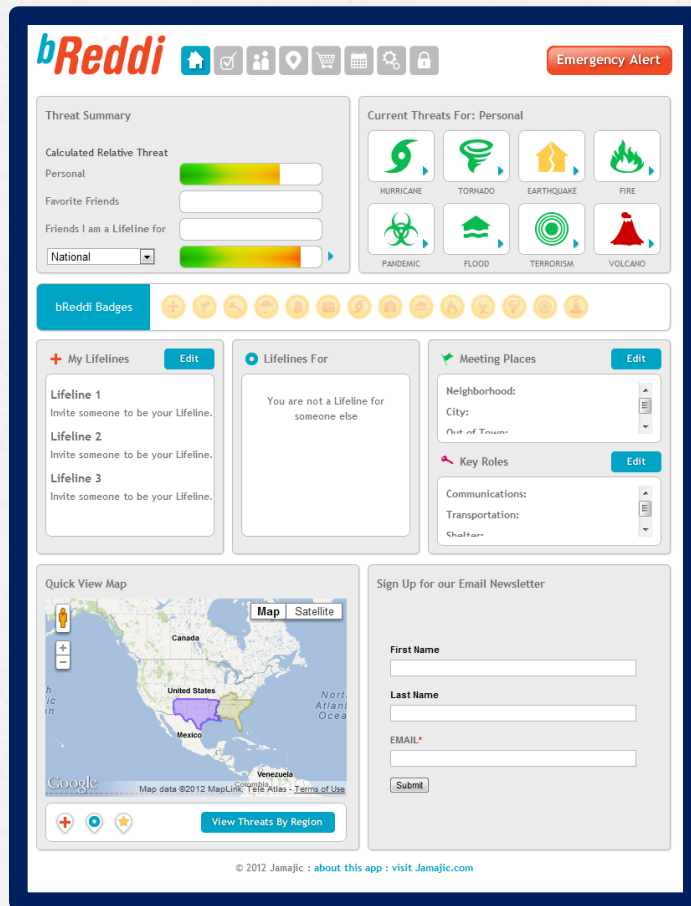 bReddi
Emergency Alert
Threat Summary
Calculated Relative Threat
Personal
Favorite Friends
Friends I am a Lifeline for
National
Current Threats For: Personal
HURRICANE TORNADO EARTHQUAKE FIRE
PANDEMIC FLOOD TERRORISM VOLCANO
bReddi Badges
My Lifelines Edit
Lifeline 1
Invite someone to be your Lifeline.
Lifeline 2
Invite someone to be your Lifeline.
Lifeline 3
Invite someone to be your Lifeline.
Lifelines For
You are not a Lifeline for
someone else
Meeting Places Edit
Neighborhood:
City:
Out of Town:
Key Roles Edit
Communications:
Transportation:
Shelter:
Quick View Map
Map Satellite
Canada
United States
Mexico
Venezuela
Colombia
Google
Map data ©2012 MapLink, Tele Atlas - Terms of Use
View Threats By Region
Sign Up for our Email Newsletter
First Name
Last Name
EMAIL*
Submit
© 2012 Jamajic : about this app : visit Jamajic.com